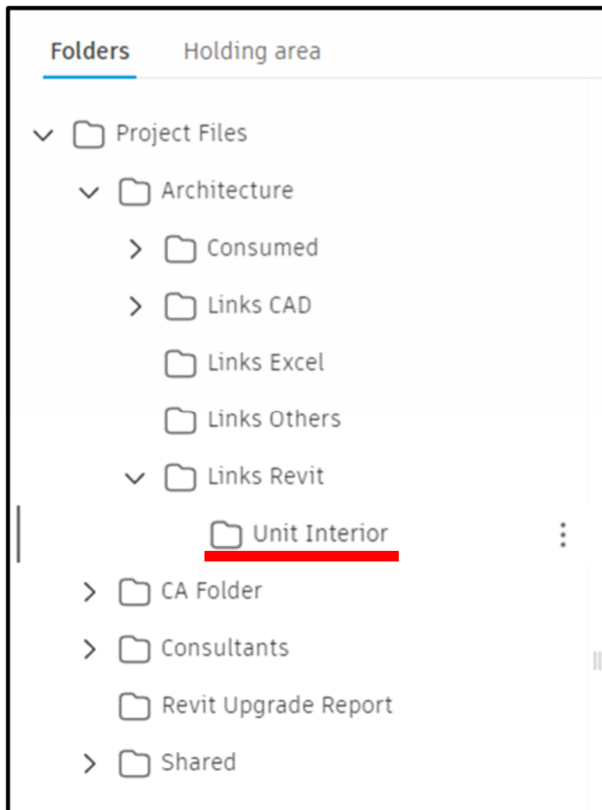 Folders Holding area
Project Files
Architecture
Consumed
Links CAD
Links Excel
Links Others
Links Revit
Unit Interior
CA Folder
Consultants
Revit Upgrade Report
Shared